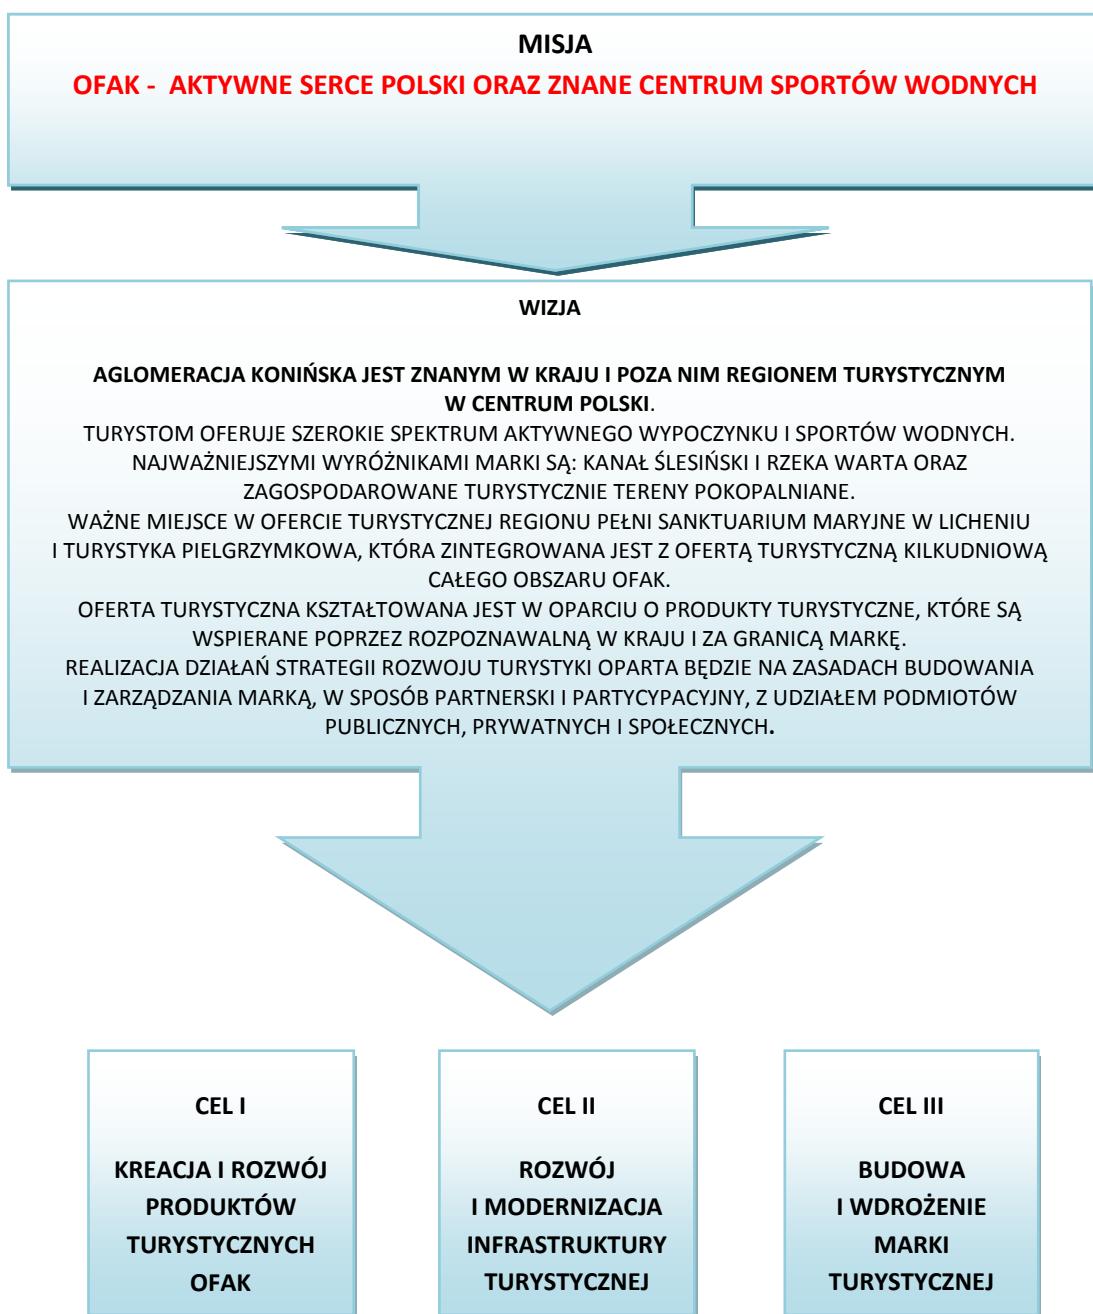 MISJA
OFAK - AKTYWNE SERCE POLSKI ORAZ ZNANE CENTRUM SPORTÓW WODNYCH
WIZJA
AGLOMERACJA KONIŃSKA JEST ZNANYM W KRAJU I POZA NIM REGIONEM TURYSTYCZNYM
W CENTRUM POLSKI.
TURYSTOM OFERUJE SZEROKIE SPEKTRUM AKTYWNEGO WYPOCZYNKU I SPORTÓW WODNYCH.
NAJWAŻNIEJSZYMI WYRÓŻNIKAMI MARKI SĄ: KANAŁ ŚLESIŃSKI I RZEKA WARTA ORAZ
ZAGOSPODAROWANE TURYSTYCZNIE TERENY POKOPALNIANE.
WAŻNE MIEJSCE W OFERCIE TURYSTYCZNEJ REGIONU PEŁNI SANKTUARIUM MARYJNE W LICHENIU
I TURYSTYKA PIELGRZYMKOWA, KTÓRA ZINTEGROWANA JEST Z OFERTĄ TURYSTYCZNĄ KILKUDNIOWĄ
CAŁEGO OBSZARU OFAK.
OFERTA TURYSTYCZNA KSZTAŁTOWANA JEST W OPARCIU O PRODUKTY TURYSTYCZNE, KTÓRE SĄ
WSPIERANE POPRZEZ ROZPOZNAWALNĄ W KRAJU I ZA GRANICĄ MARKĘ.
REALIZACJA DZIAŁAŃ STRATEGII ROZWOJU TURYSTYKI OPARTA BĘDZIE NA ZASADACH BUDOWANIA
I ZARZĄDZANIA MARKĄ, W SPOSÓB PARTNERSKI I PARTYCYPACYJNY, Z UDZIAŁEM PODMIOTÓW
PUBLICZNYCH, PRYWATNYCH I SPOŁECZNYCH.
CEL I
KREACJA I ROZWÓJ
PRODUKTÓW
TURYSTYCZNYCH
OFAK
CEL II
ROZWÓJ
I MODERNIZACJA
INFRASTRUKTURY
TURYSTYCZNEJ
CEL III
BUDOWA
I WDROŻENIE
MARKI
TURYSTYCZNEJ